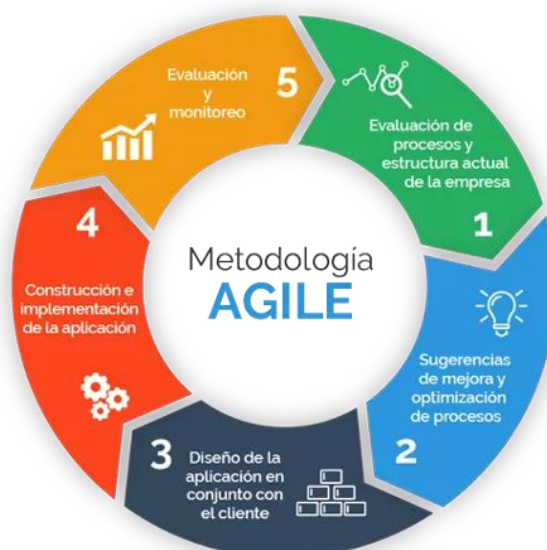 Metodología
AGILE
Evaluación de
procesos y
estructura actual
de la empresa
1
Sugerencias
de mejora y
optimización
de procesos
2
3
Diseño de la
aplicación en
conjunto con
el cliente
4
Construcción e
implementación
de la aplicación
Evaluación
y
monitoreo
5